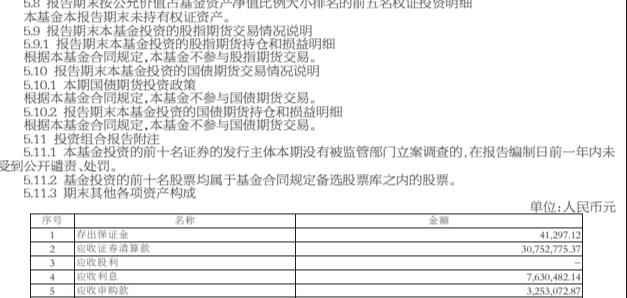 5.8 报告期末按公允价值占基金资产净值比例大小排名的前五名权证投资明细
本基金本报告期末未持有权证资产。
5.9 报告期末本基金投资的股指期货交易情况说明
5.9.1 报告期末本基金投资的股指期货持仓和损益明细
根据本基金合同规定,本基金不参与股指期货交易。
5.10 报告期末本基金投资的国债期货交易情况说明
5.10.1 本期国债期货投资政策
根据本基金合同规定,本基金不参与国债期货交易。
5.10.2 报告期末本基金投资的国债期货持仓和损益明细
根据本基金合同规定,本基金不参与国债期货交易。
5.11 投资组合报告附注
5.11.1 本基金投资的前十名证券的发行主体本期没有被监管部门立案调查的,在报告编制日前一年内未
受到公开谴责、处罚。
5.11.2 基金投资的前十名股票均属于基金合同规定备选股票库之内的股票。
5.11.3 期末其他各项资产构成
单位:人民币元
序号 名称 金额
1 存出保证金 41,297.12
2 应收证券清算款 30,752,775.37
3 应收股利 –
4 应收利息 7,630,482.14
5 应收申购款 3,253,072.87